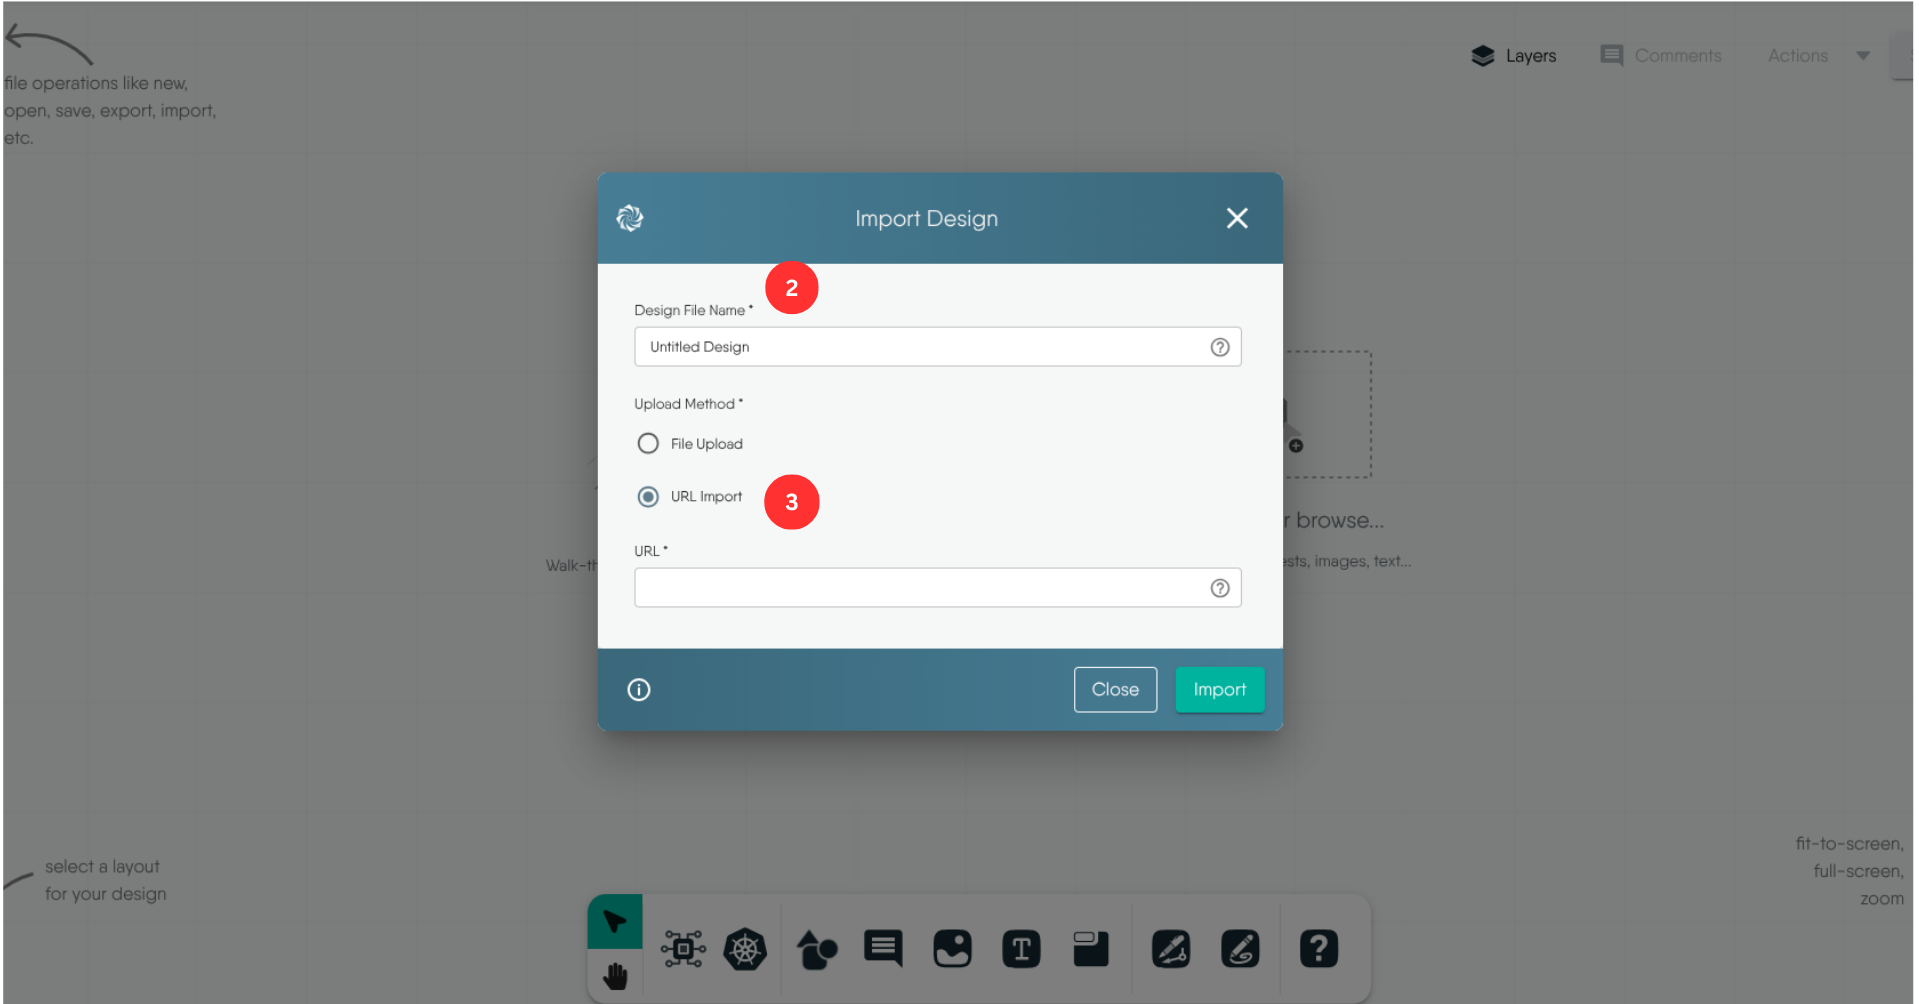 file operations like new,
open, save, export, import,
etc.
Layers
Comments
Actions
Import Design
2
Design File Name *
Untitled Design
?
Upload Method *
File Upload
URL Import
3
URL *
?
r browse...
Walk-th
ests, images, text...
i
Close
Import
select a layout
for your design
fit-to-screen,
full-screen,
zoom
T
?